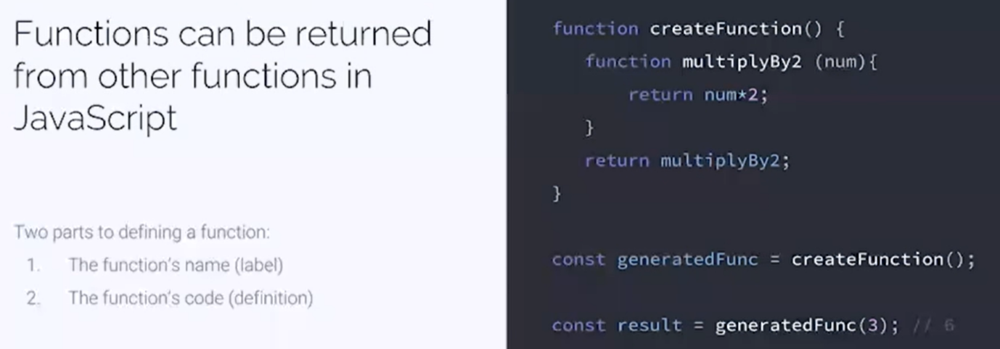 Functions can be returned
from other functions in
JavaScript
Two parts to defining a function:
1. The function's name (label)
2. The function's code (definition)
function createFunction() {
function multiplyBy2 (num){
return num*2;
}
return multiplyBy2;
}
const generatedFunc = createFunction();
const result = generatedFunc(3); // 6